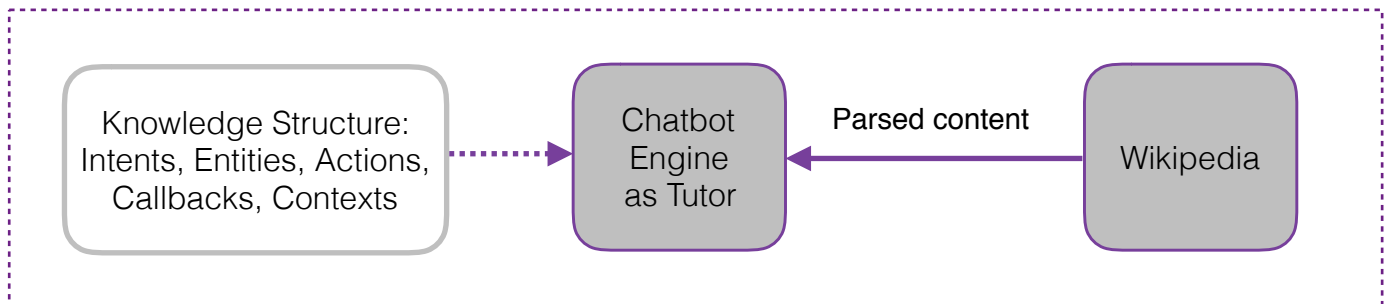 Knowledge Structure:
Intents, Entities, Actions,
Callbacks, Contexts
Chatbot
Engine
as Tutor
Parsed content
Wikipedia